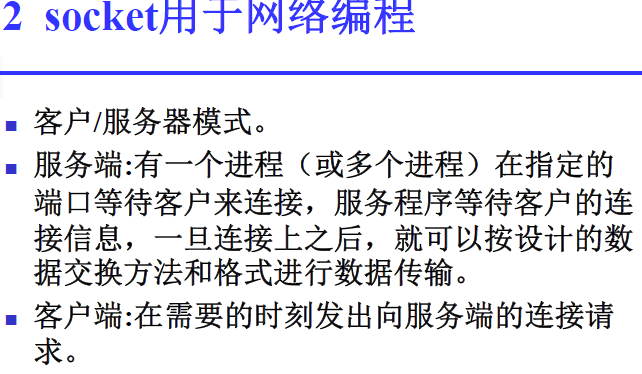 2 socket用于网络编程
客户/服务器模式。
服务端:有一个进程（或多个进程）在指定的
端口等待客户来连接，服务程序等待客户的连
接信息，一旦连接上之后，就可以按设计的数
据交换方法和格式进行数据传输。
客户端:在需要的时刻发出向服务端的连接请
求。